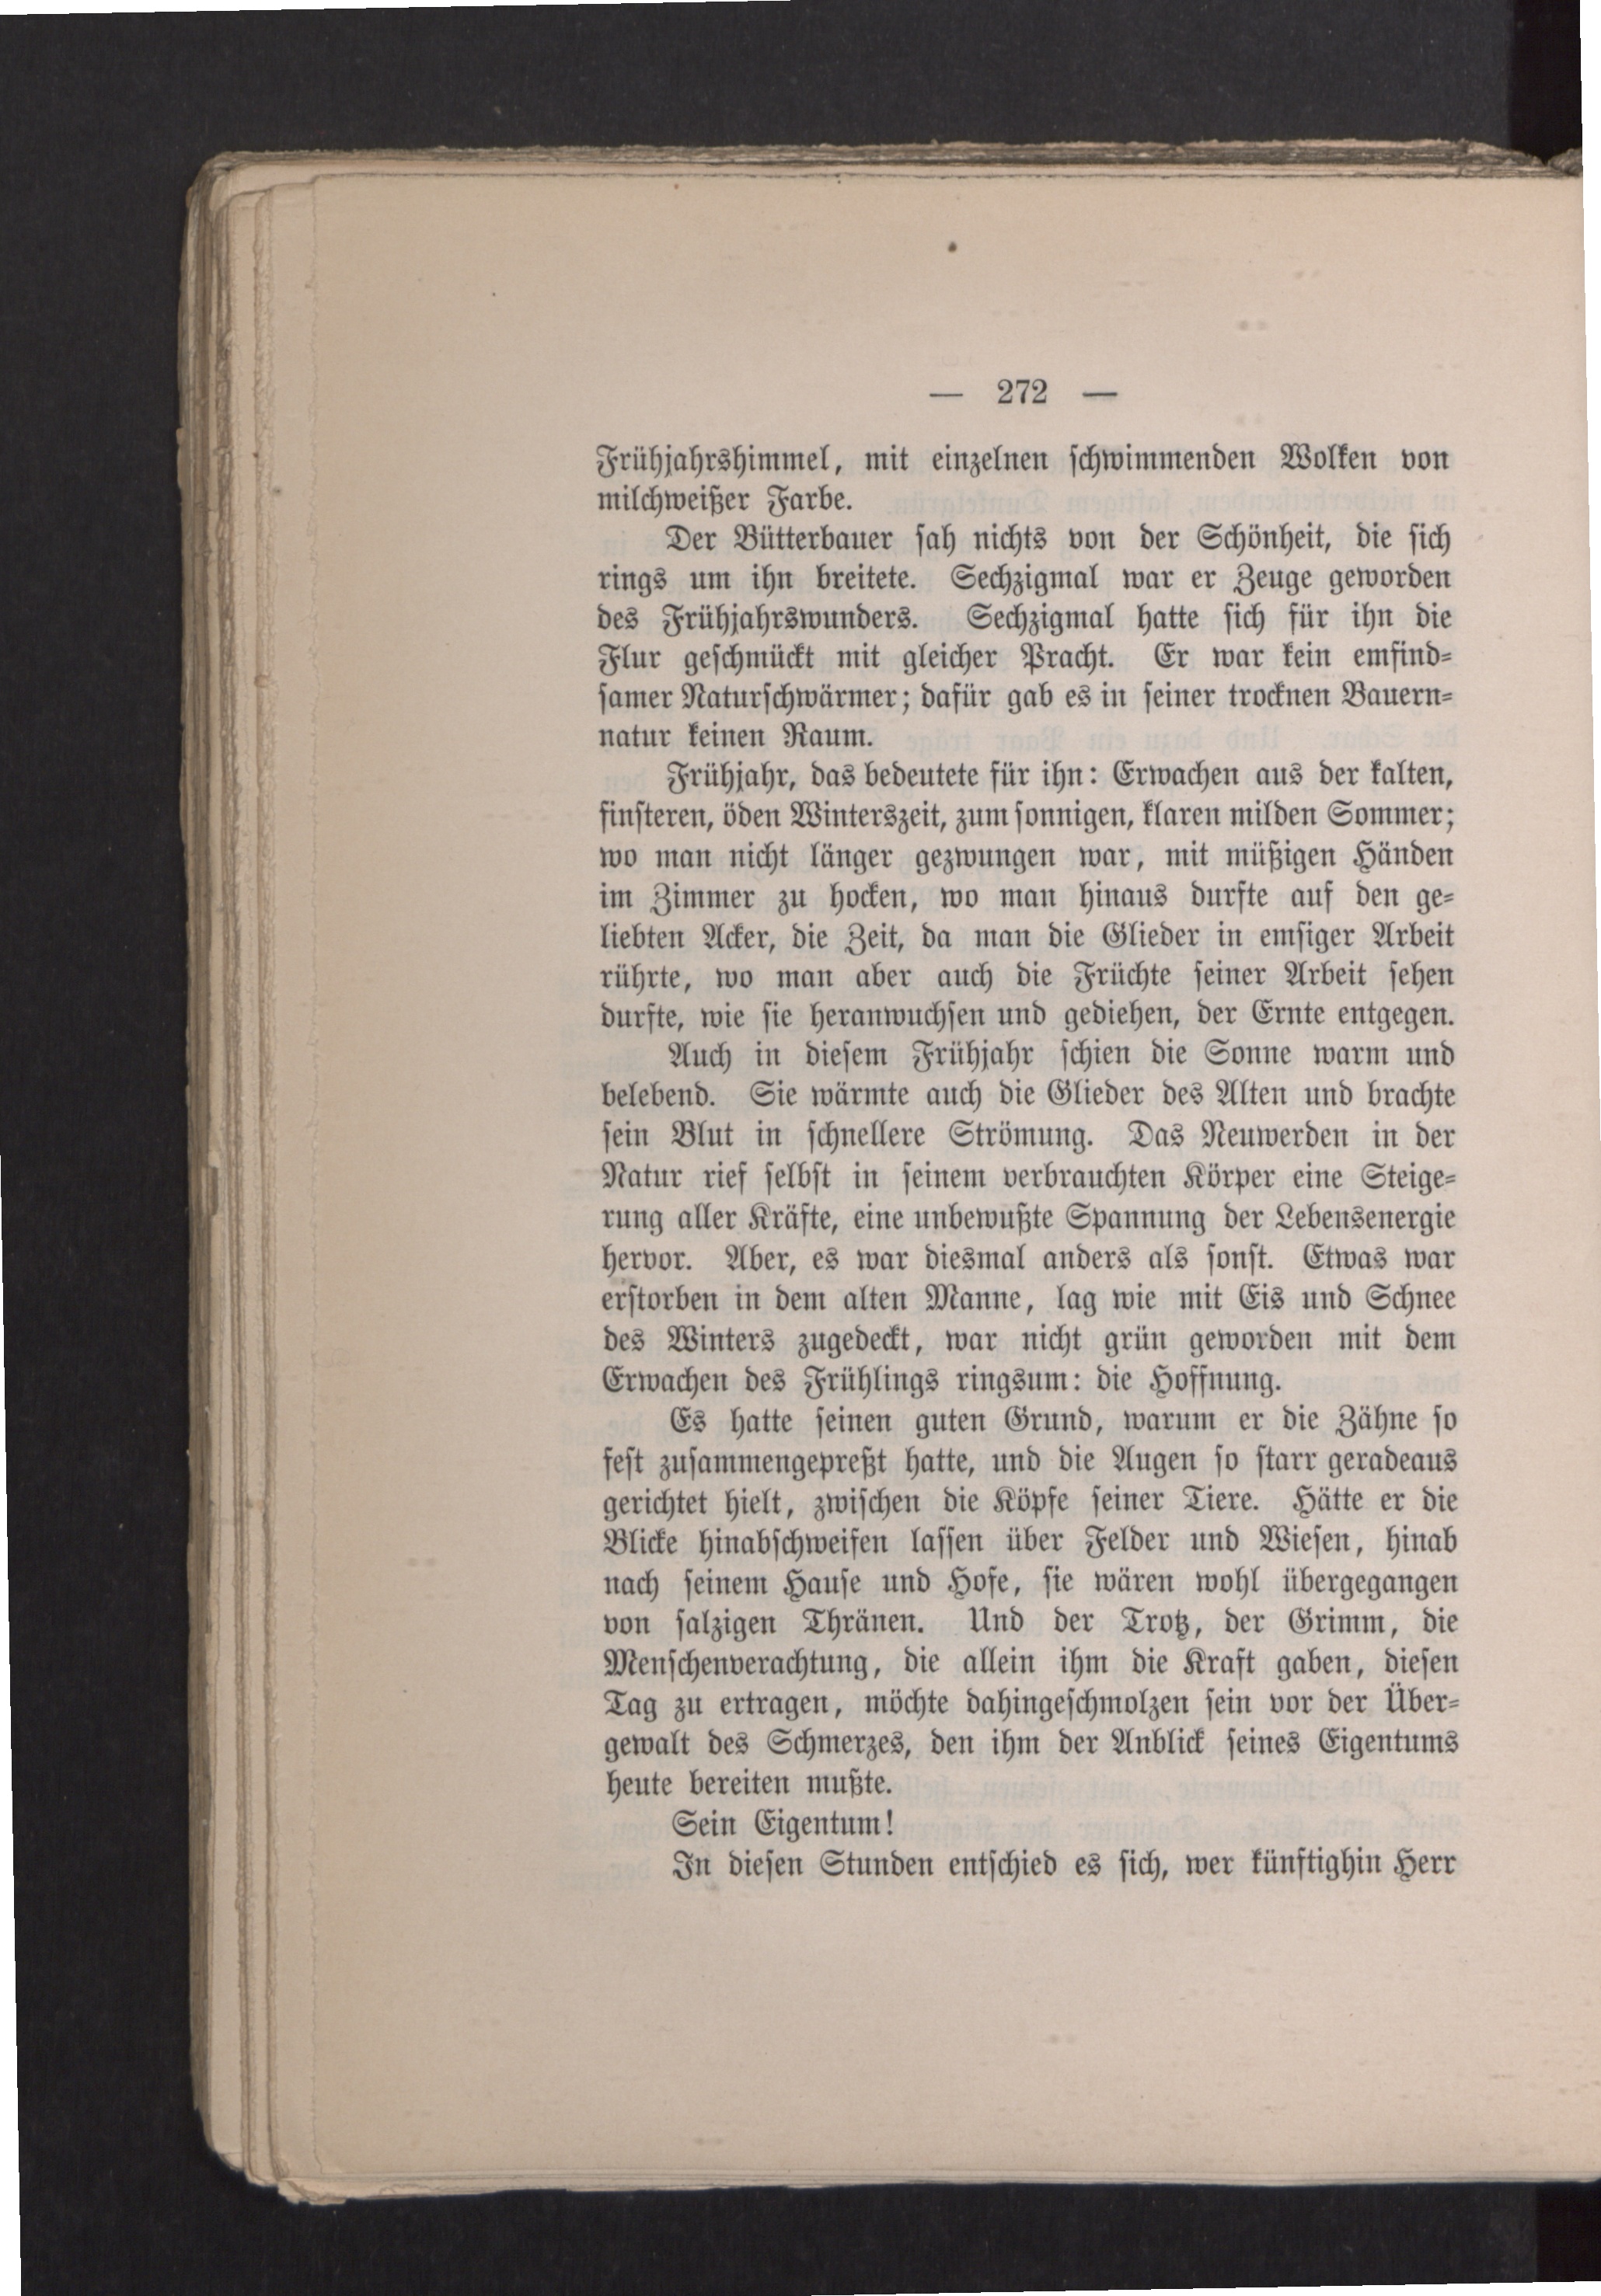 — 272 —
Frühjahrshimmel, mit einzelnen schwimmenden Wolken von
milchweißer Farbe.
Der Bütterbauer sah nichts von der Schönheit, die sich
rings um ihn breitete. Sechzigmal war er Zeuge geworden
des Frühjahrswunders. Sechzigmal hatte sich für ihn die
Flur geschmückt mit gleicher Pracht. Er war kein emfind-
samer Naturschwärmer; dafür gab es in seiner trocknen Bauern-
natur keinen Raum.
Frühjahr, das bedeutete für ihn: Erwachen aus der kalten,
finsteren, öden Winterszeit, zum sonnigen, klaren milden Sommer;
wo man nicht länger gezwungen war, mit müßigen Händen
im Zimmer zu hocken, wo man hinaus durfte auf den ge-
liebten Acker, die Zeit, da man die Glieder in emsiger Arbeit
rührte, wo man aber auch die Früchte seiner Arbeit sehen
durfte, wie sie heranwuchsen und gediehen, der Ernte entgegen.
Auch in diesem Frühjahr schien die Sonne warm und
belebend. Sie wärmte auch die Glieder des Alten und brachte
sein Blut in schnellere Strömung. Das Neuwerden in der
Natur rief selbst in seinem verbrauchten Körper eine Steige-
rung aller Kräfte, eine unbewußte Spannung der Lebensenergie
hervor. Aber, es war diesmal anders als sonst. Etwas war
erstorben in dem alten Manne, lag wie mit Eis und Schnee
des Winters zugedeckt, war nicht grün geworden mit dem
Erwachen des Frühlings ringsum: die Hoffnung.
Es hatte seinen guten Grund, warum er die Zähne so
fest zusammengepreßt hatte, und die Augen so starr geradeaus
gerichtet hielt, zwischen die Köpfe seiner Tiere. Hätte er die
Blicke hinabschweifen lassen über Felder und Wiesen, hinab
nach seinem Hause und Hofe, sie wären wohl übergegangen
von salzigen Thränen. Und der Trotz, der Grimm, die
Menschenverachtung, die allein ihm die Kraft gaben, diesen
Tag zu ertragen, möchte dahingeschmolzen sein vor der Über-
gewalt des Schmerzes, den ihm der Anblick seines Eigentums
heute bereiten mußte.
Sein Eigentum!
In diesen Stunden entschied es sich, wer künftighin Herr